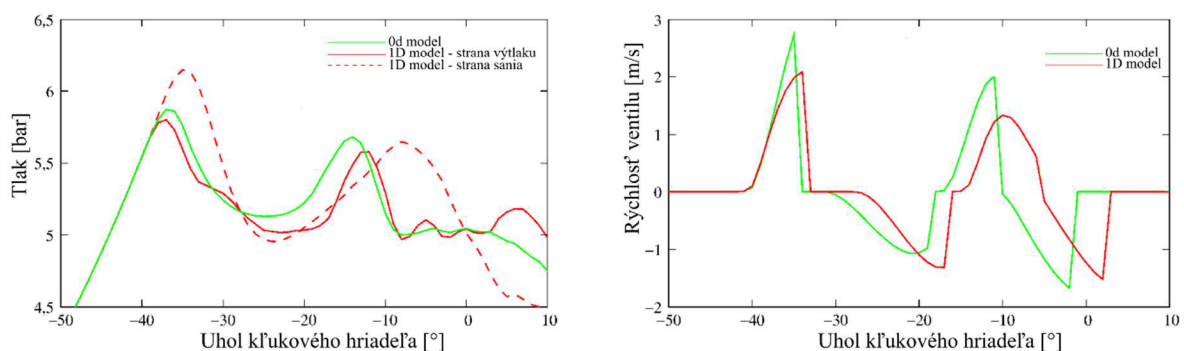 6,5
6
5,5
5
4,5
Tlak [bar]
0d model
1D model - strana výtlaku
1D model - strana sania
−50 −40 −30 −20 −10 0 10
Uhol kľukového hriadeľa [°]
3
2
1
0
−1
−2
Rýchlosť ventilu [m/s]
0d model
1D model
−50 −40 −30 −20 −10 0 10
Uhol kľukového hriadeľa [°]